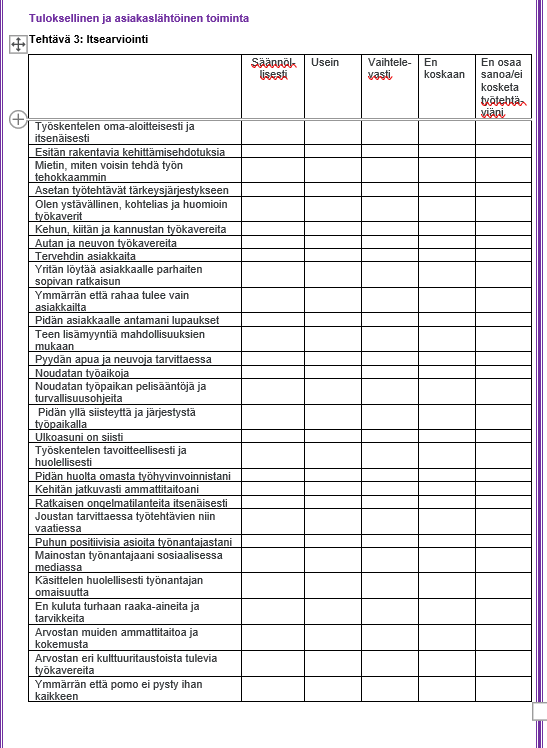 Tuloksellinen ja asiakaslähtöinen toiminta
Tehtävä 3: Itsearviointi
Säännöl-
lisesti
Usein
Vaihtele-
vasti
En
koskaan
En osaa
sanoa/ei
kosketa
työtehtä-
viäni
Työskentelen oma-aloitteisesti ja
itsenäisesti
Esitän rakentavia kehittämisehdotuksia
Mietin, miten voisin tehdä työn
tehokkaammin
Asetan työtehtävät tärkeysjärjestykseen
Olen ystävällinen, kohtelias ja huomioin
työkaverit
Kehun, kiitän ja kannustan työkavereita
Autan ja neuvon työkavereita
Tervehdin asiakkaita
Yritän löytää asiakkaalle parhaiten
sopivan ratkaisun
Ymmärrän että rahaa tulee vain
asiakkailta
Pidän asiakkaalle antamani lupaukset
Teen lisämyyntiä mahdollisuuksien
mukaan
Pyydän apua ja neuvoja tarvittaessa
Noudatan työaikoja
Noudatan työpaikan pelisääntöjä ja
turvallisuusohjeita
Pidän yllä siisteyttä ja järjestystä
työpaikalla
Ulkoasuni on siisti
Työskentelen tavoitteellisesti ja
huolellisesti
Pidän huolta omasta työhyvinvoinnistani
Kehitän jatkuvasti ammattitaitoani
Ratkaisen ongelmatilanteita itsenäisesti
Joustan tarvittaessa työtehtävien niin
vaatiessa
Puhun positiivisia asioita työnantajastani
Mainostan työnantajaani sosiaalisessa
mediassa
Käsittelen huolellisesti työnantajan
omaisuutta
En kuluta turhaan raaka-aineita ja
tarvikkeita
Arvostan muiden ammattitaitoa ja
kokemusta
Arvostan eri kulttuuritaustoista tulevia
työkavereita
Ymmärrän että pomo ei pysty ihan
kaikkeen